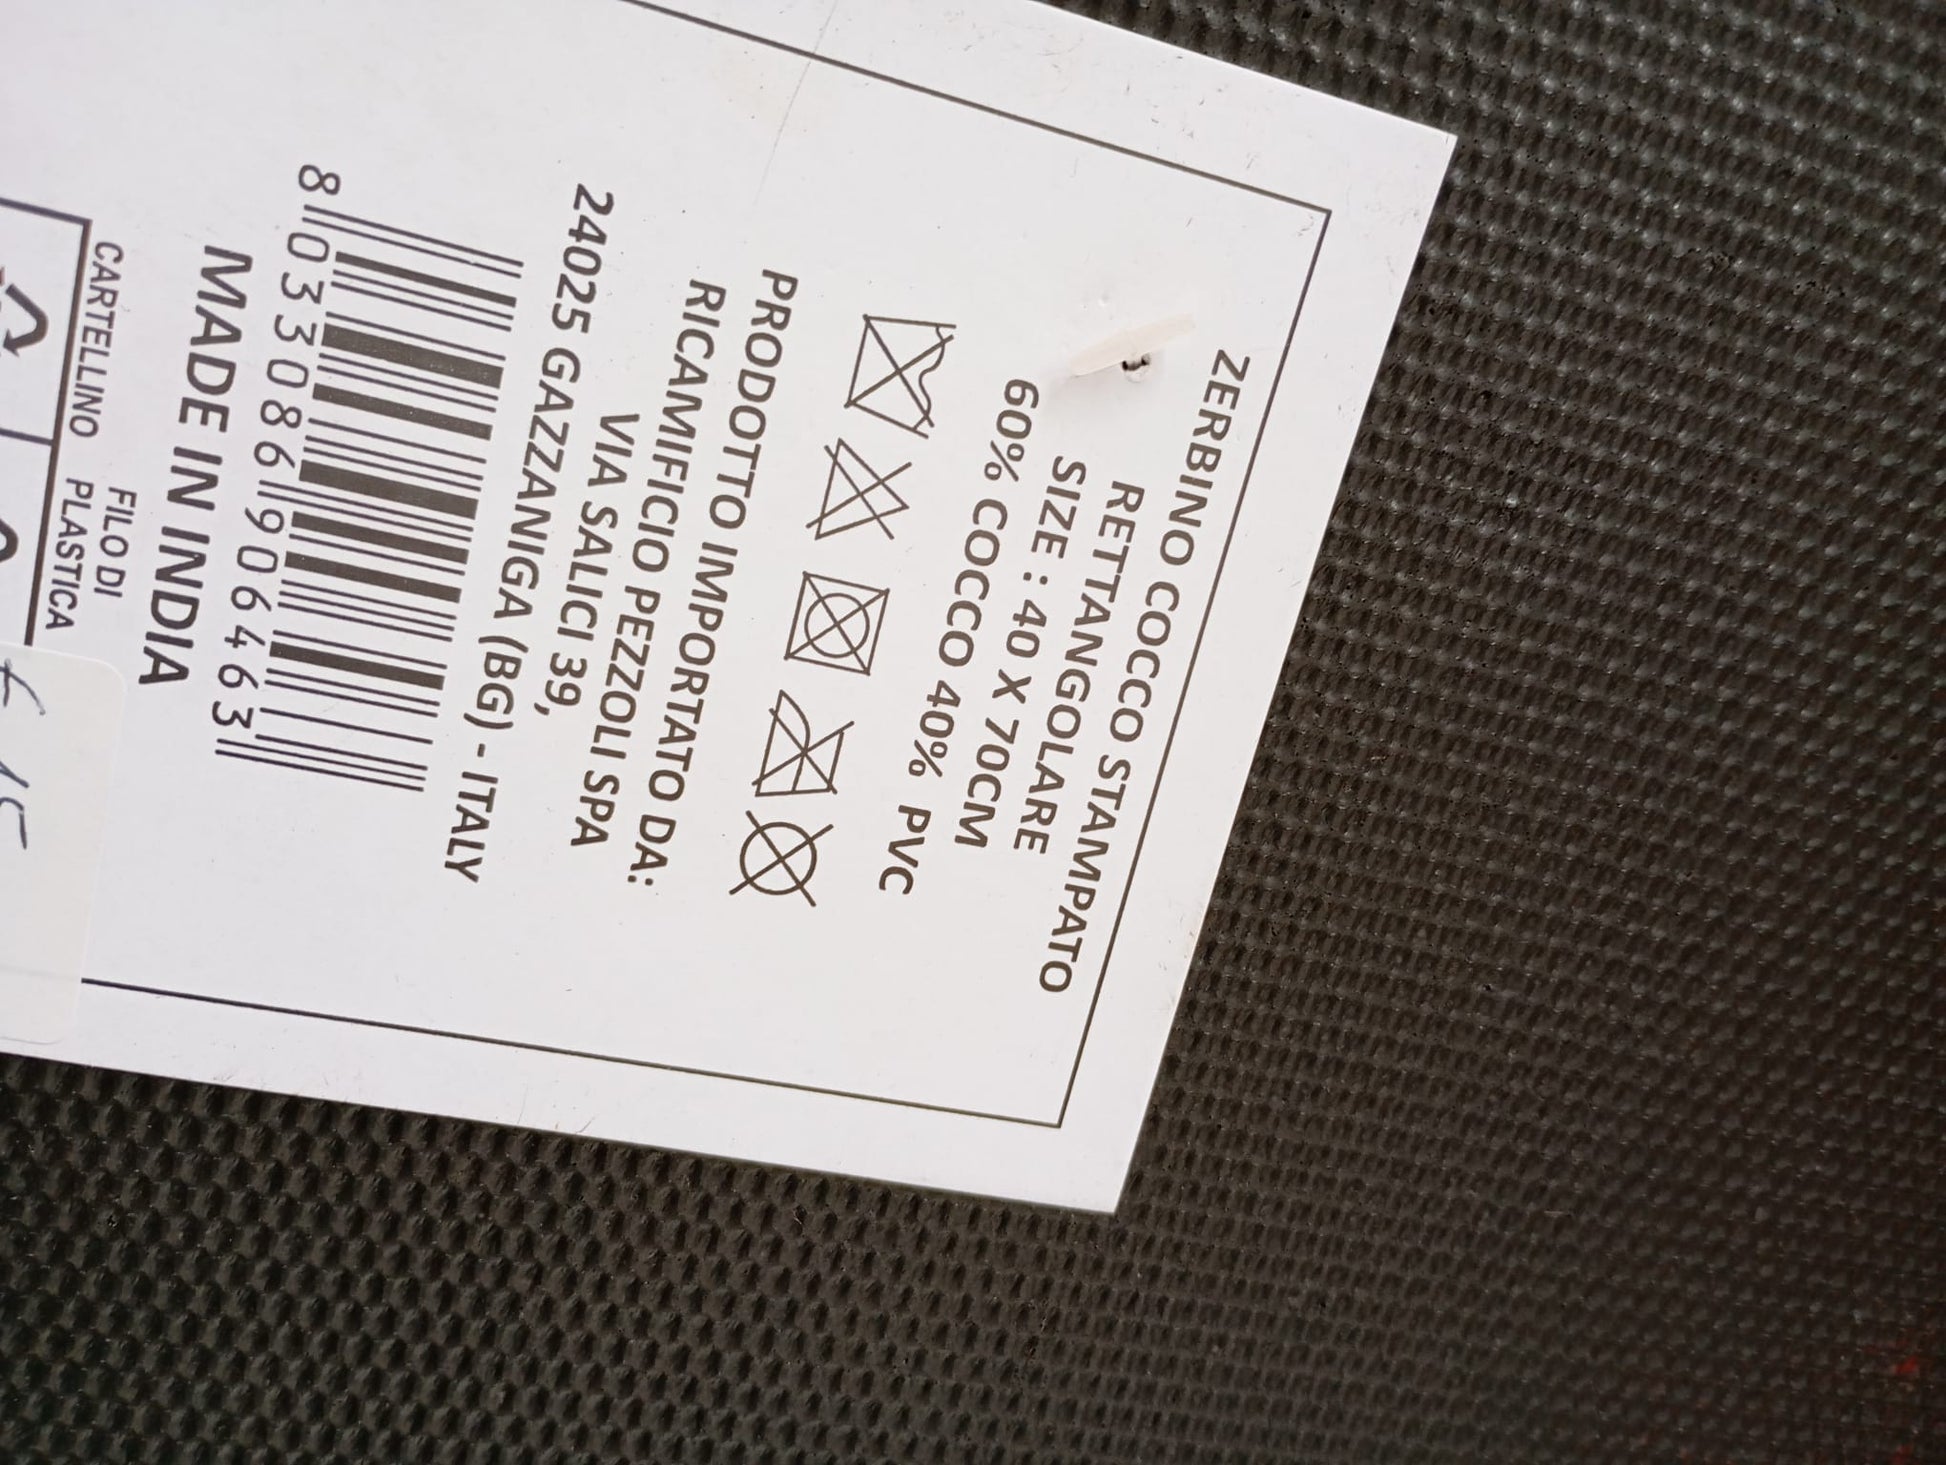 ZERBINO COCCO STAMPATO
RETTANGOLARE
SIZE : 40 X 70CM
60% COCCO 40% PVC
PRODOTTO IMPORTATO DA:
RICAMIFICIO PEZZOLI SPA
VIA SALICI 39,
24025 GAZZANIGA (BG) - ITALY
8 033086 906463
MADE IN INDIA
CARTELLINO
FILO DI
PLASTICA
€ 15